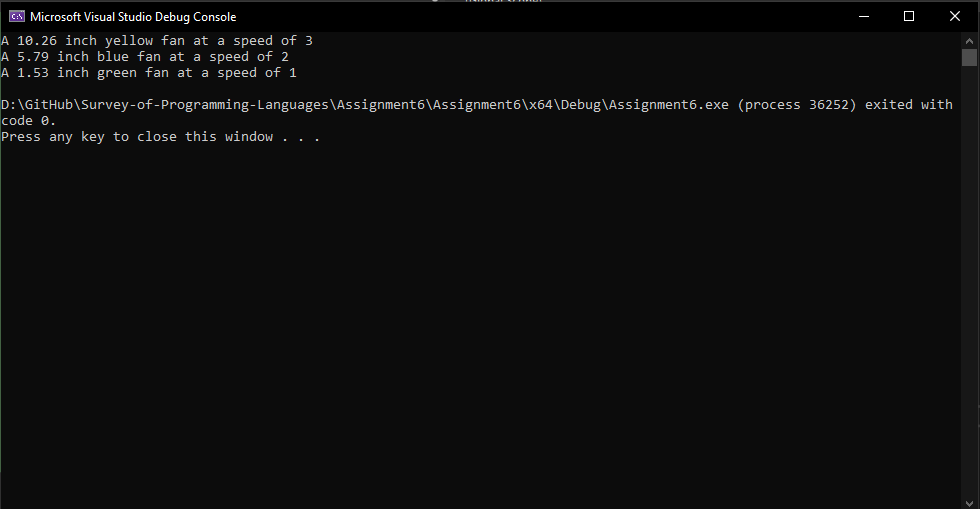 Microsoft Visual Studio Debug Console
A 10.26 inch yellow fan at a speed of 3
A 5.79 inch blue fan at a speed of 2
A 1.53 inch green fan at a speed of 1
D:\GitHub\Survey-of-Programming-Languages\Assignment6\Assignment6\x64\Debug\Assignment6.exe (process 36252) exited with
code 0.
Press any key to close this window . . .